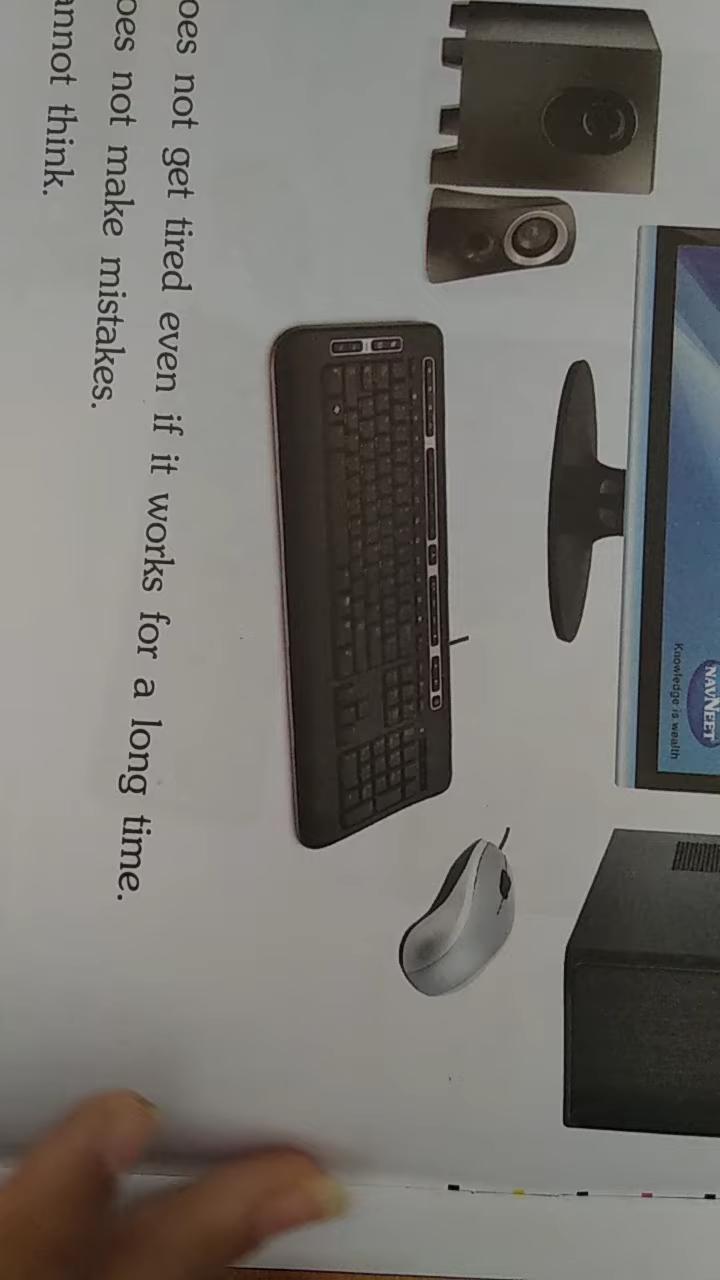 NAVNEET
Knowledge is wealth
oes not get tired even if it works for a long time.
oes not make mistakes.
annot think.